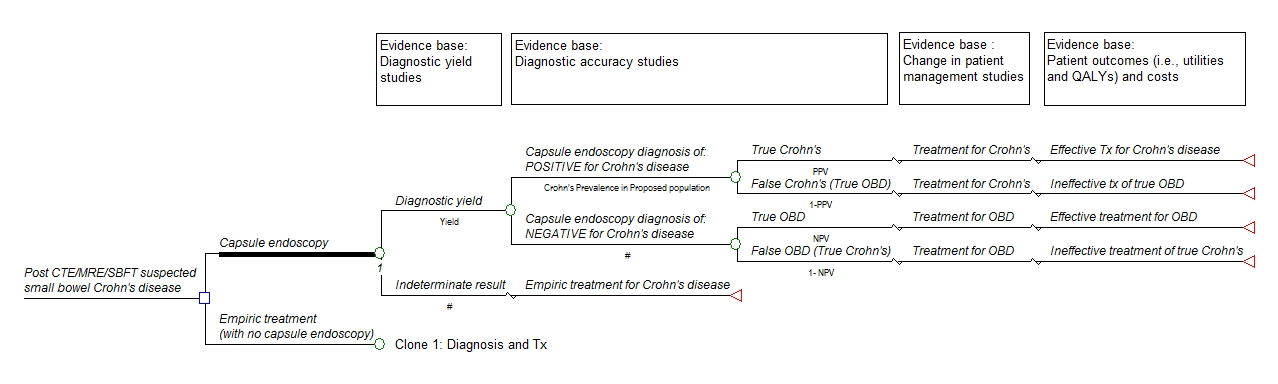 Evidence base:
Diagnostic yield
studies
Evidence base:
Diagnostic accuracy studies
Evidence base :
Change in patient
management studies
Evidence base:
Patient outcomes (i.e., utilities
and QALYs) and costs
Capsule endoscopy diagnosis of:
POSITIVE for Crohn's disease
Crohn's Prevalence in Proposed population
True Crohn's
PPV
Treatment for Crohn's
Effective Tx for Crohn's disease
False Crohn's (True OBD)
1-PPV
Treatment for Crohn's
Ineffective tx of true OBD
Diagnostic yield
Yield
Capsule endoscopy diagnosis of:
NEGATIVE for Crohn's disease
#
True OBD
NPV
Treatment for OBD
Effective treatment for OBD
False OBD (True Crohn's)
1- NPV
Treatment for OBD
Ineffective treatment of true Crohn's
Capsule endoscopy
1
Post CTE/MRE/SBFT suspected
small bowel Crohn's disease
Indeterminate result
#
Empiric treatment for Crohn's disease
Empiric treatment
(with no capsule endoscopy)
Clone 1: Diagnosis and Tx